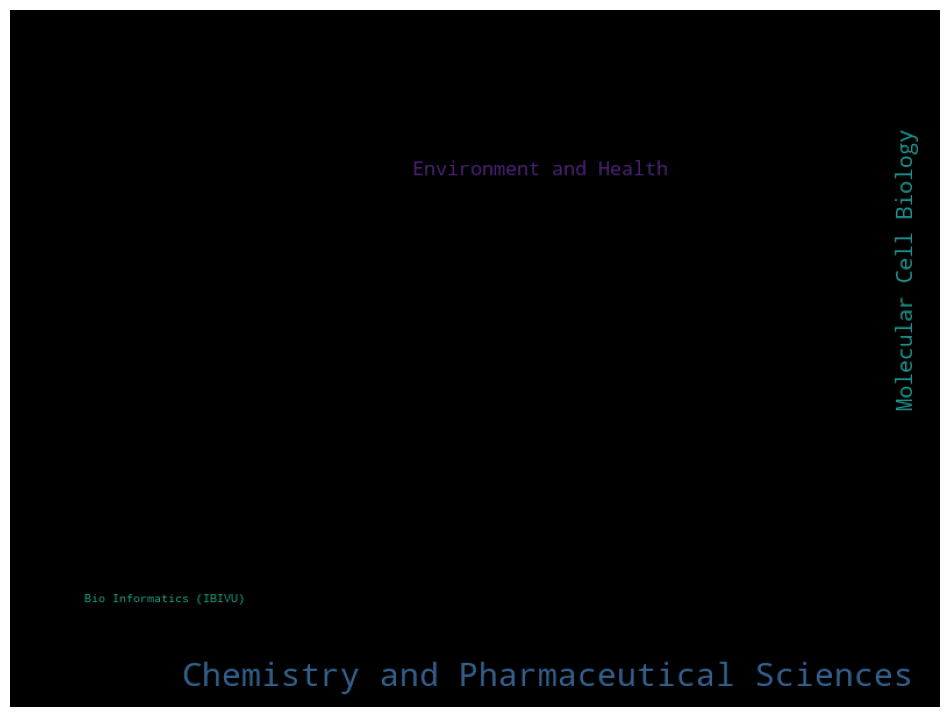 Environment and Health
Molecular Cell Biology
Bio Informatics (IBIVU)
Chemistry and Pharmaceutical Sciences